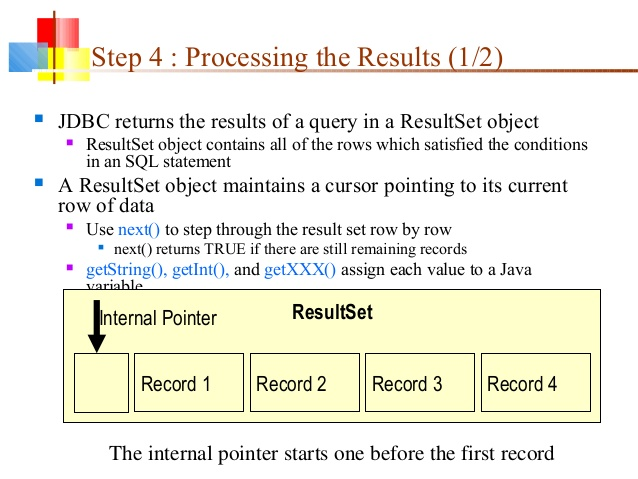 Step 4 : Processing the Results (1/2)
JDBC returns the results of a query in a ResultSet object
ResultSet object contains all of the rows which satisfied the conditions
in an SQL statement
A ResultSet object maintains a cursor pointing to its current
row of data
Use next() to step through the result set row by row
next() returns TRUE if there are still remaining records
getString(), getInt(), and getXXX() assign each value to a Java
variable
Internal Pointer
ResultSet
Record 1
Record 2
Record 3
Record 4
The internal pointer starts one before the first record